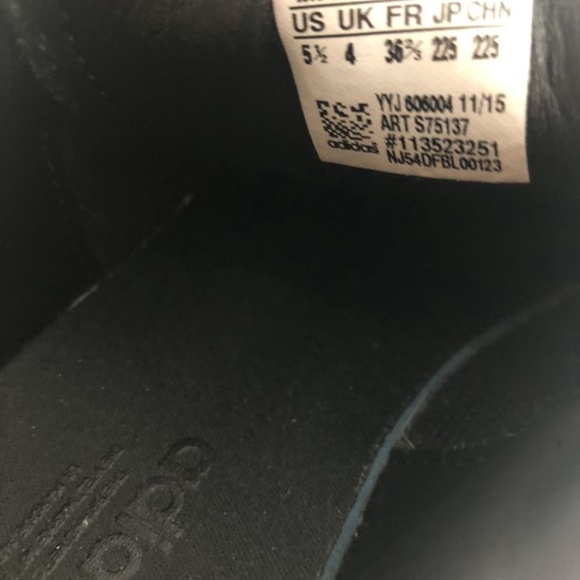 US UK FR JP CHN
5½ 4 36⅔ 225 225
YYJ 606004 11/15
ART S75137
#113523251
NJ54DFBL00123
adidas
adida